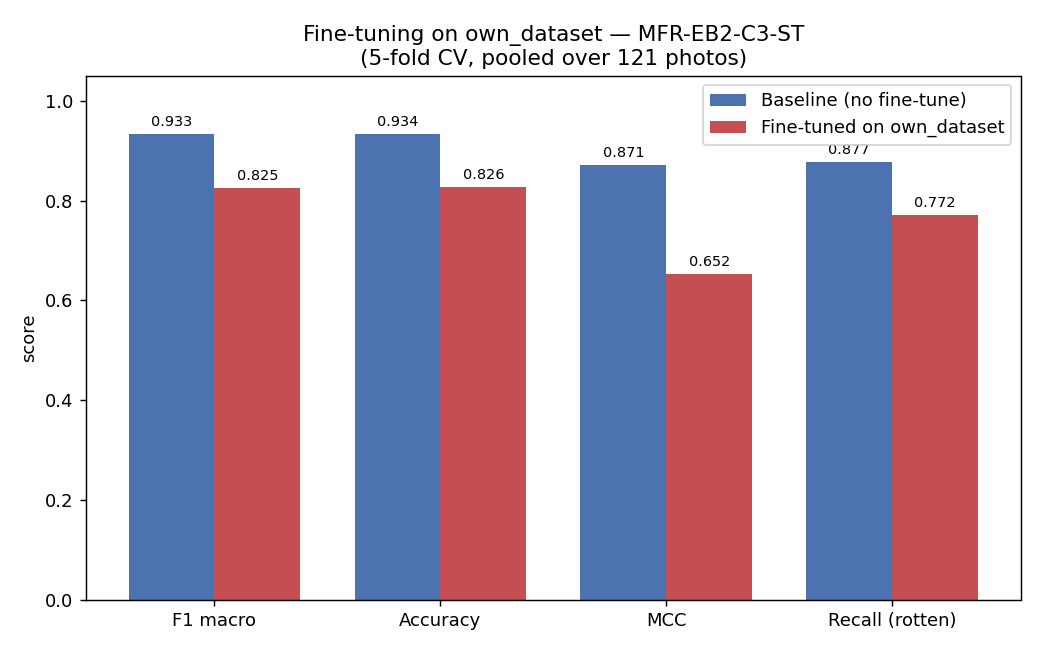 Fine-tuning on own_dataset — MFR-EB2-C3-ST
(5-fold CV, pooled over 121 photos)
Baseline (no fine-tune)
Fine-tuned on own_dataset
score
1.0
0.8
0.6
0.4
0.2
0.0
0.933
0.825
0.934
0.826
0.871
0.652
0.877
0.772
F1 macro
Accuracy
MCC
Recall (rotten)